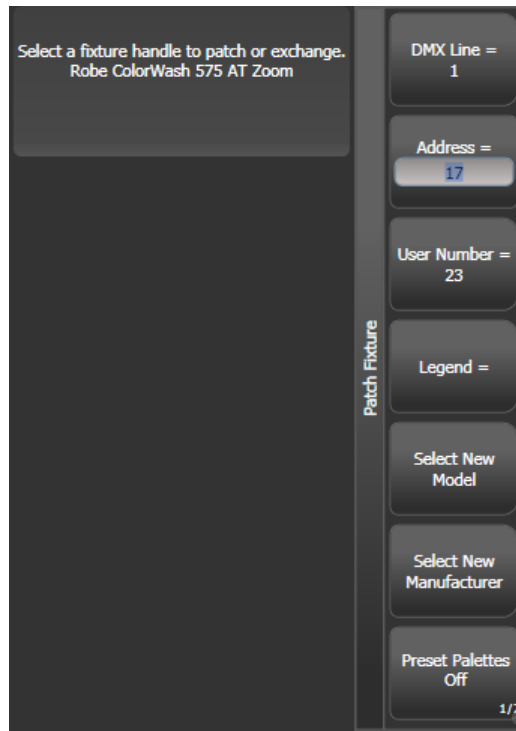 Select a fixture handle to patch or exchange.
Robe ColorWash 575 AT Zoom
Patch Fixture
DMX Line =
1
Address =
17
User Number =
23
Legend =
Select New
Model
Select New
Manufacturer
Preset Palettes
Off